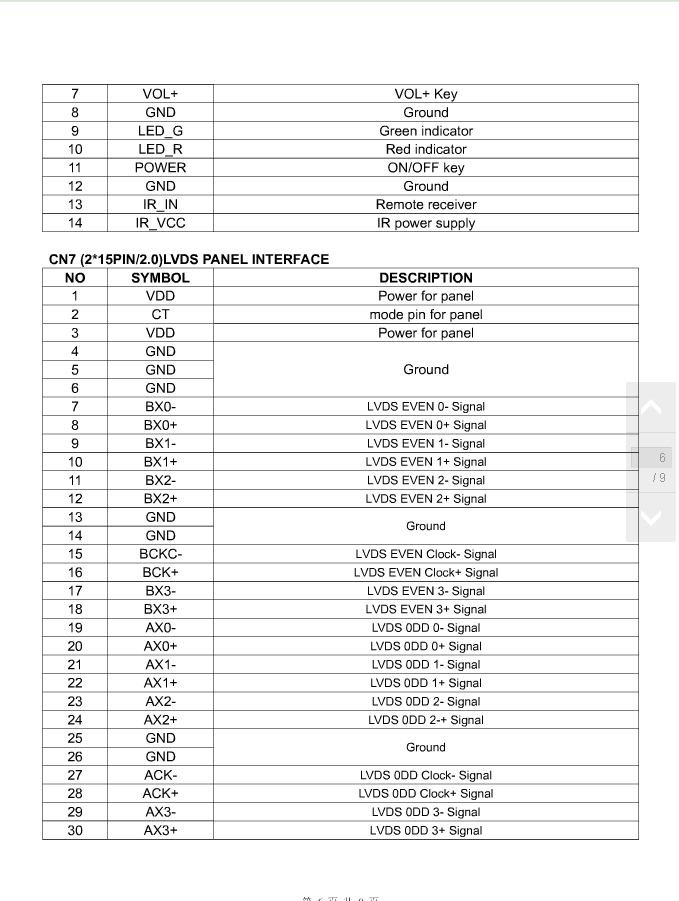 7 VOL+ VOL+ Key
8 GND Ground
9 LED_G Green indicator
10 LED_R Red indicator
11 POWER ON/OFF key
12 GND Ground
13 IR_IN Remote receiver
14 IR_VCC IR power supply
CN7 (2*15PIN/2.0)LVDS PANEL INTERFACE
NO SYMBOL DESCRIPTION
1 VDD Power for panel
2 CT mode pin for panel
3 VDD Power for panel
4 GND
5 GND Ground
6 GND
7 BX0- LVDS EVEN 0- Signal
8 BX0+ LVDS EVEN 0+ Signal
9 BX1- LVDS EVEN 1- Signal
10 BX1+ LVDS EVEN 1+ Signal
11 BX2- LVDS EVEN 2- Signal
12 BX2+ LVDS EVEN 2+ Signal
13 GND Ground
14 GND
15 BCKC- LVDS EVEN Clock- Signal
16 BCK+ LVDS EVEN Clock+ Signal
17 BX3- LVDS EVEN 3- Signal
18 BX3+ LVDS EVEN 3+ Signal
19 AX0- LVDS 0DD 0- Signal
20 AX0+ LVDS 0DD 0+ Signal
21 AX1- LVDS 0DD 1- Signal
22 AX1+ LVDS 0DD 1+ Signal
23 AX2- LVDS 0DD 2- Signal
24 AX2+ LVDS 0DD 2-+ Signal
25 GND Ground
26 GND
27 ACK- LVDS 0DD Clock- Signal
28 ACK+ LVDS 0DD Clock+ Signal
29 AX3- LVDS 0DD 3- Signal
30 AX3+ LVDS 0DD 3+ Signal
6
/ 9